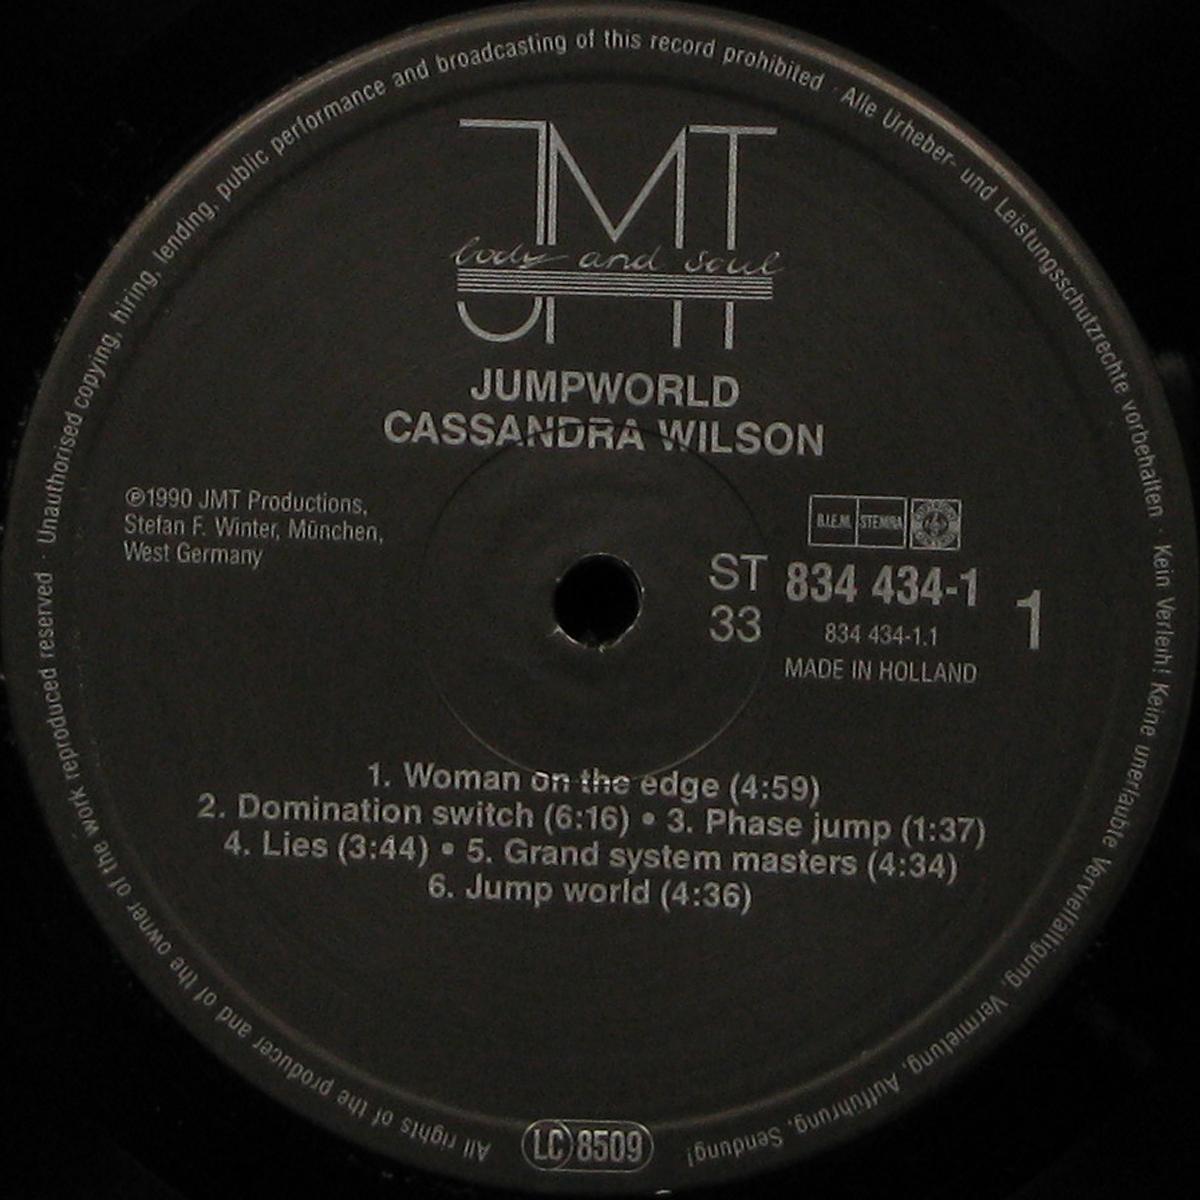 JMT
body and soul
JUMPWORLD
CASSANDRA WILSON
℗1990 JMT Productions,
Stefan F. Winter, München,
West Germany
B.I.E.M. STEMRA
ST 834 434-1
33
834 434-1.1
1
MADE IN HOLLAND
1. Woman on the edge (4:59)
2. Domination switch (6:16) • 3. Phase jump (1:37)
4. Lies (3:44) • 5. Grand system masters (4:34)
6. Jump world (4:36)
All rights of the producer and of the owner of the work reproduced reserved · Unauthorised copying, hiring, lending, public performance and broadcasting of this record prohibited · Alle Urheber- und Leistungsschutzrechte vorbehalten · Kein Verleih! Keine unerlaubte Vervielfältigung, Vermietung, Aufführung, Sendung!
LC 8509